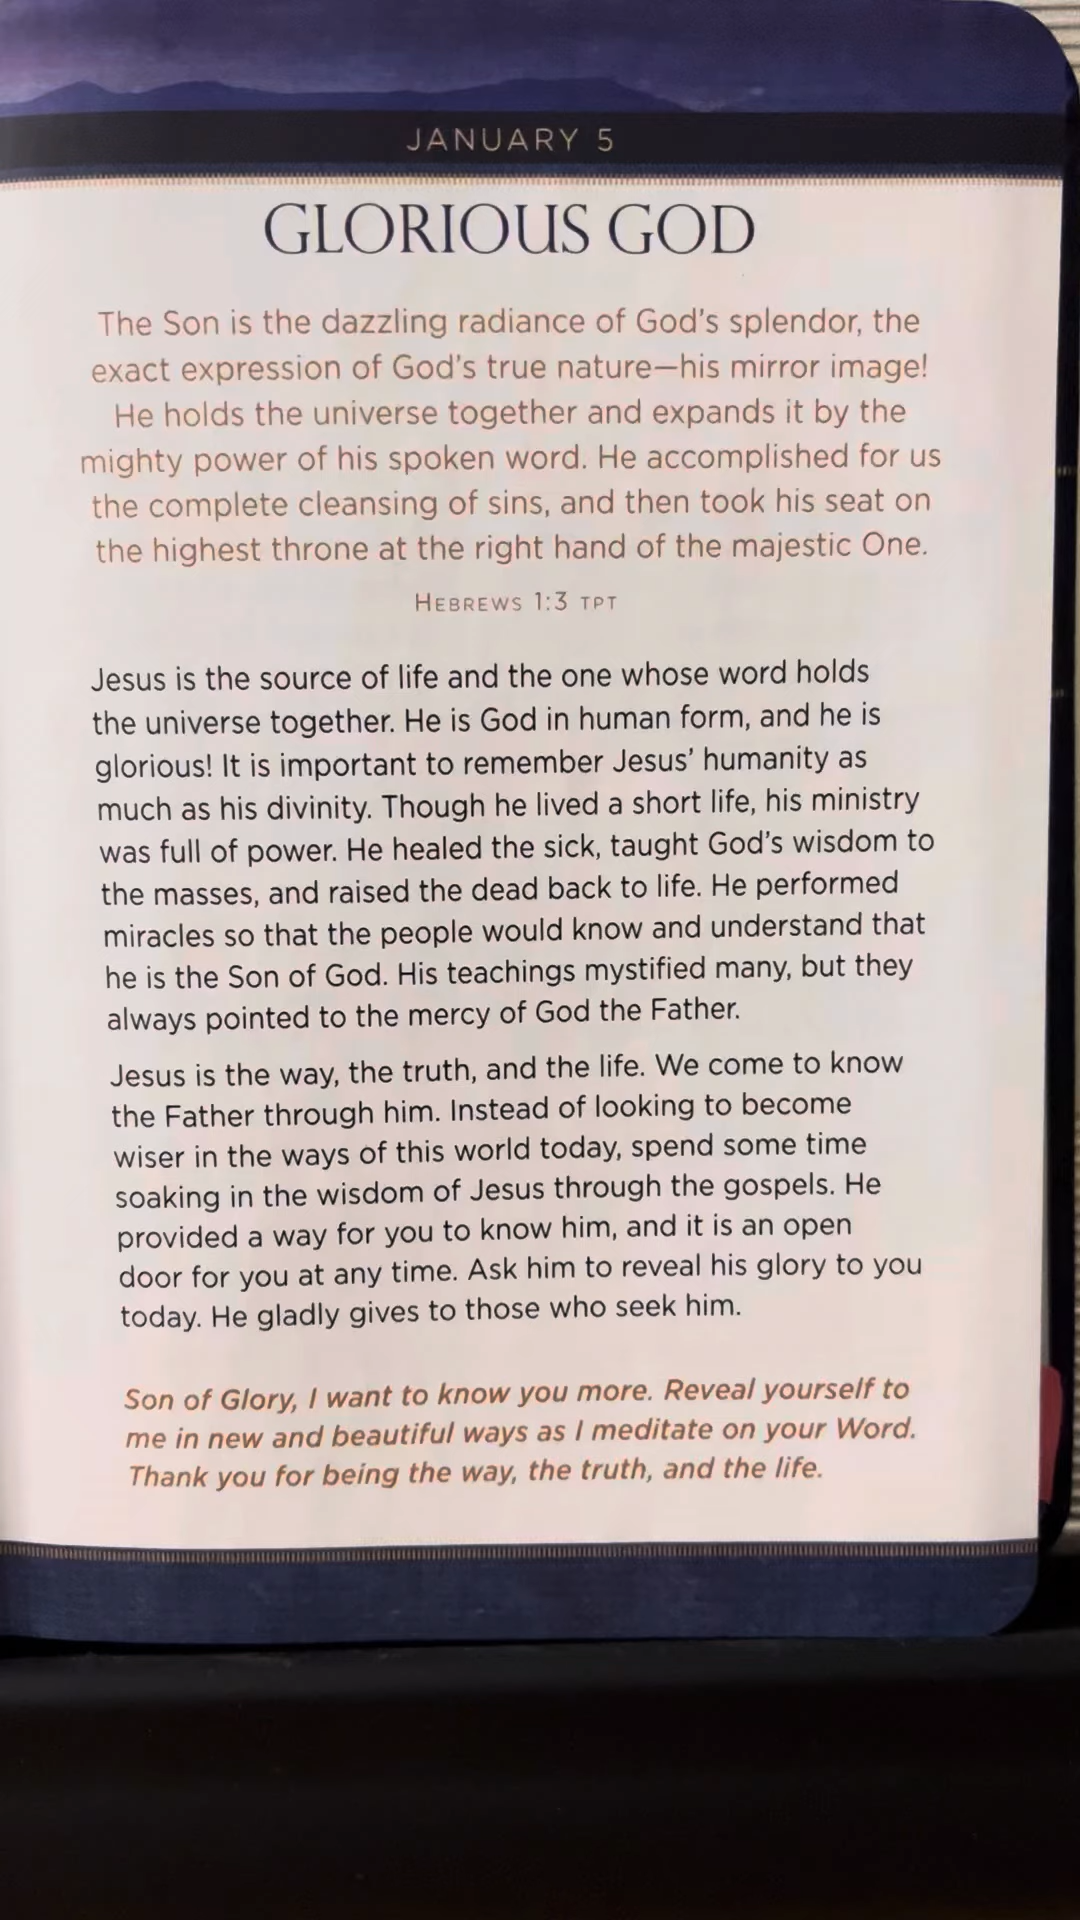 JANUARY 5
GLORIOUS GOD
The Son is the dazzling radiance of God's splendor, the
exact expression of God's true nature—his mirror image!
He holds the universe together and expands it by the
mighty power of his spoken word. He accomplished for us
the complete cleansing of sins, and then took his seat on
the highest throne at the right hand of the majestic One.
HEBREWS 1:3 TPT
Jesus is the source of life and the one whose word holds
the universe together. He is God in human form, and he is
glorious! It is important to remember Jesus' humanity as
much as his divinity. Though he lived a short life, his ministry
was full of power. He healed the sick, taught God's wisdom to
the masses, and raised the dead back to life. He performed
miracles so that the people would know and understand that
he is the Son of God. His teachings mystified many, but they
always pointed to the mercy of God the Father.
Jesus is the way, the truth, and the life. We come to know
the Father through him. Instead of looking to become
wiser in the ways of this world today, spend some time
soaking in the wisdom of Jesus through the gospels. He
provided a way for you to know him, and it is an open
door for you at any time. Ask him to reveal his glory to you
today. He gladly gives to those who seek him.
Son of Glory, I want to know you more. Reveal yourself to
me in new and beautiful ways as I meditate on your Word.
Thank you for being the way, the truth, and the life.